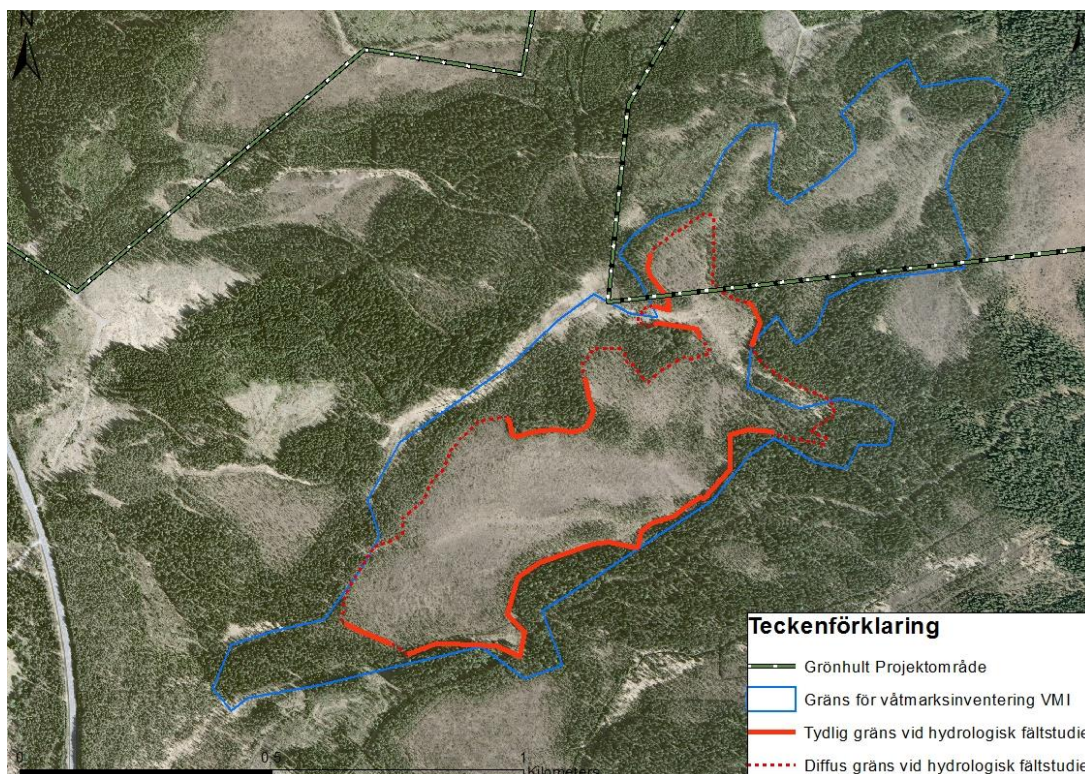 N
Teckenförklaring
Grönhult Projektområde
Gräns för våtmarksinventering VMI
Tydlig gräns vid hydrologisk fältstudie
Diffus gräns vid hydrologisk fältstudie
0 0,5 1
Kilometers